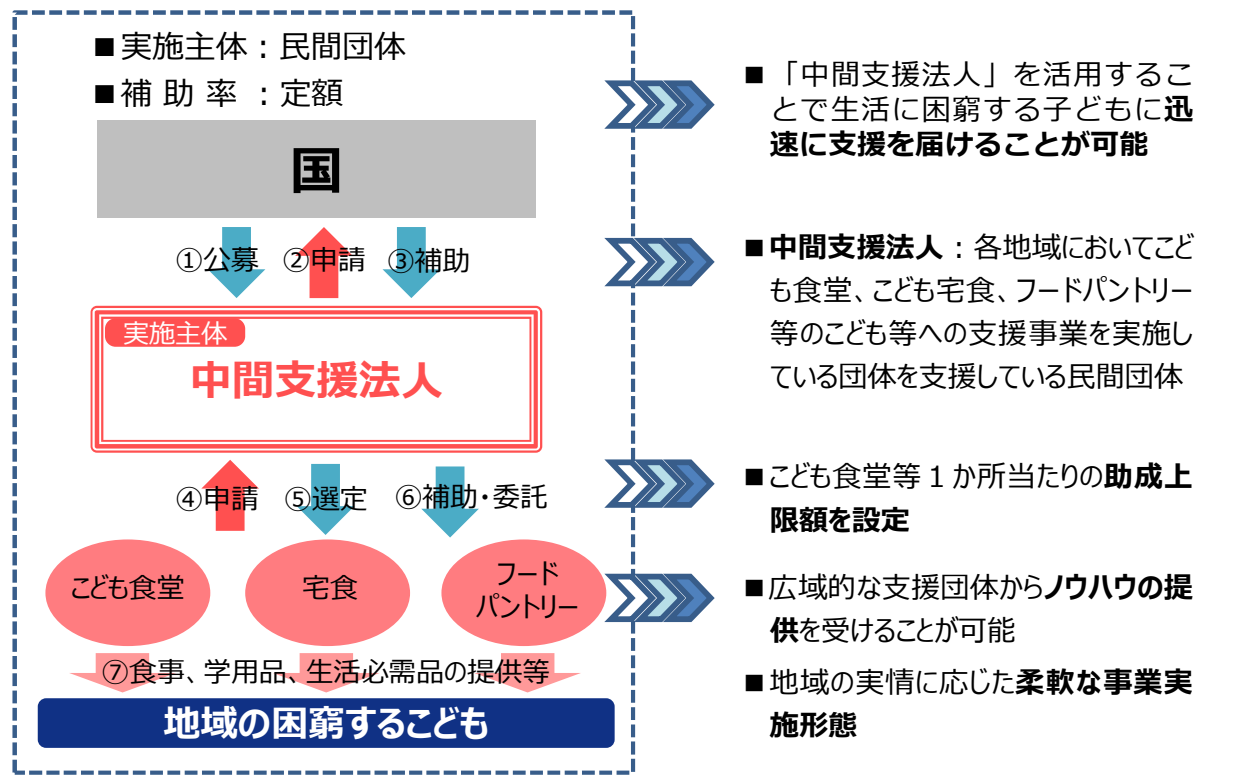 ■実施主体：民間団体
■補 助 率 ：定額
国
①公募 ②申請 ③補助
実施主体
中間支援法人
④申請 ⑤選定 ⑥補助・委託
こども食堂
宅食
フード
パントリー
⑦食事、学用品、生活必需品の提供等
地域の困窮するこども
■「中間支援法人」を活用するこ
とで生活に困窮する子どもに迅
速に支援を届けることが可能
■中間支援法人：各地域においてこど
も食堂、こども宅食、フードパントリー
等のこども等への支援事業を実施し
ている団体を支援している民間団体
■こども食堂等１か所当たりの助成上
限額を設定
■広域的な支援団体からノウハウの提
供を受けることが可能
■地域の実情に応じた柔軟な事業実
施形態